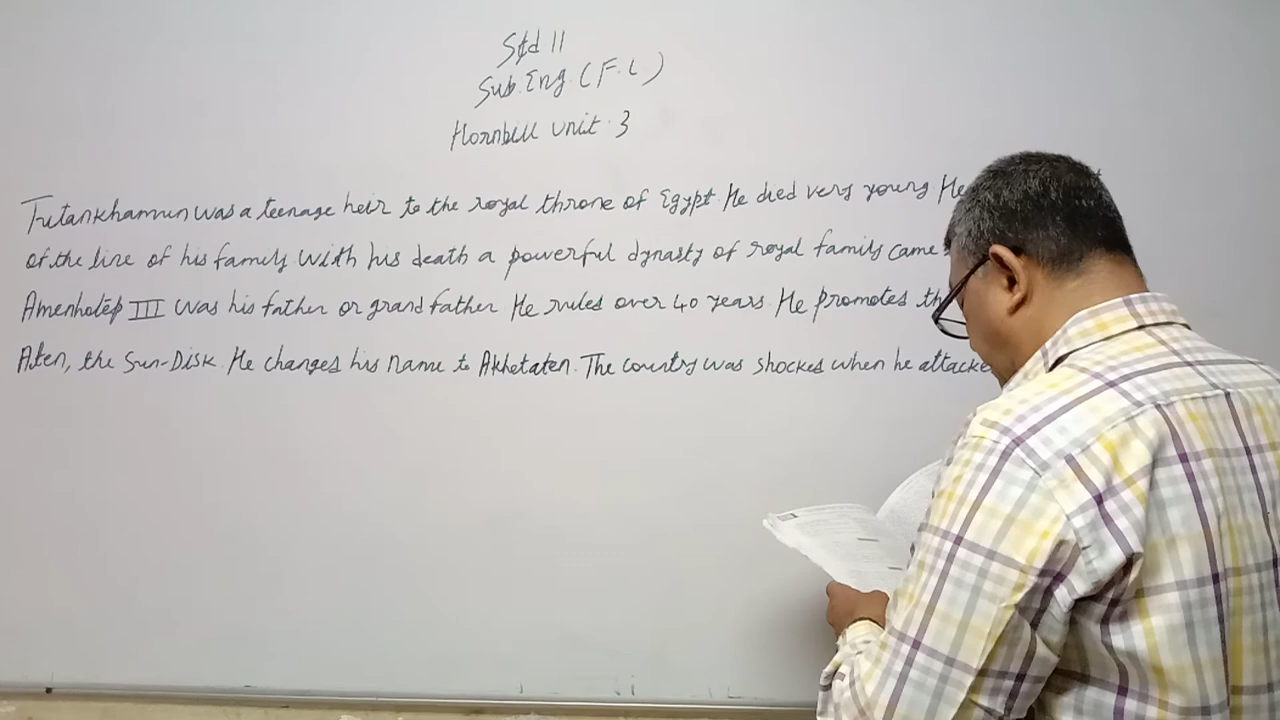 Std 11
Sub. Eng. (F.L)
Hornbill Unit. 3
Tutankhamun was a teenage heir to the royal throne of Egypt. He died very young He
of the line of his family With his death a powerful dynasty of royal family came
Amenhotep III was his father or grand father He rules over 40 years. He promotes
Aten, the Sun-Disk. He changes his name to Akhetaten. The country was shocked when he